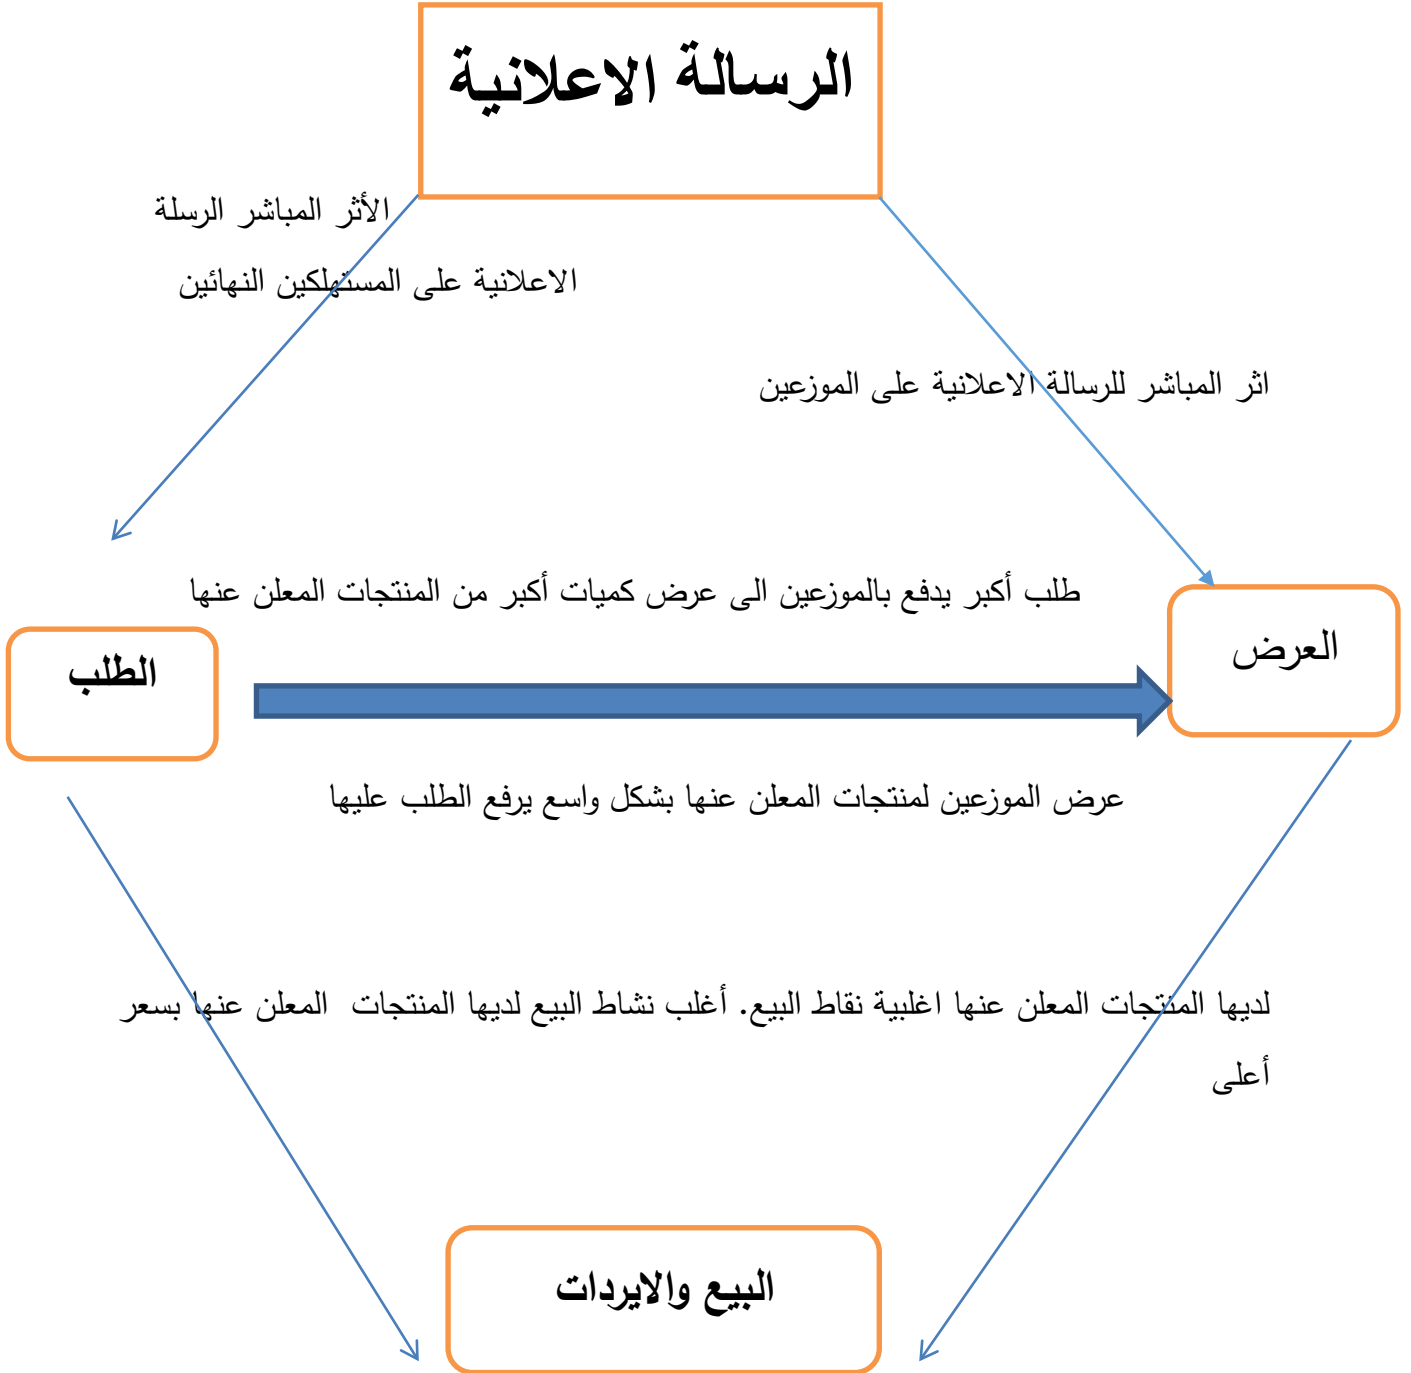 الرسالة الاعلانية
الأثر المباشر الرسلة
الاعلانية على المستهلكين النهائين
اثر المباشر للرسالة الاعلانية على الموزعين
طلب أكبر يدفع بالموزعين الى عرض كميات أكبر من المنتجات المعلن عنها
العرض
الطلب
عرض الموزعين لمنتجات المعلن عنها بشكل واسع يرفع الطلب عليها
لديها المنتجات المعلن عنها اغلبية نقاط البيع. أغلب نشاط البيع لديها المنتجات المعلن عنها بسعر
أعلى
البيع والايردات